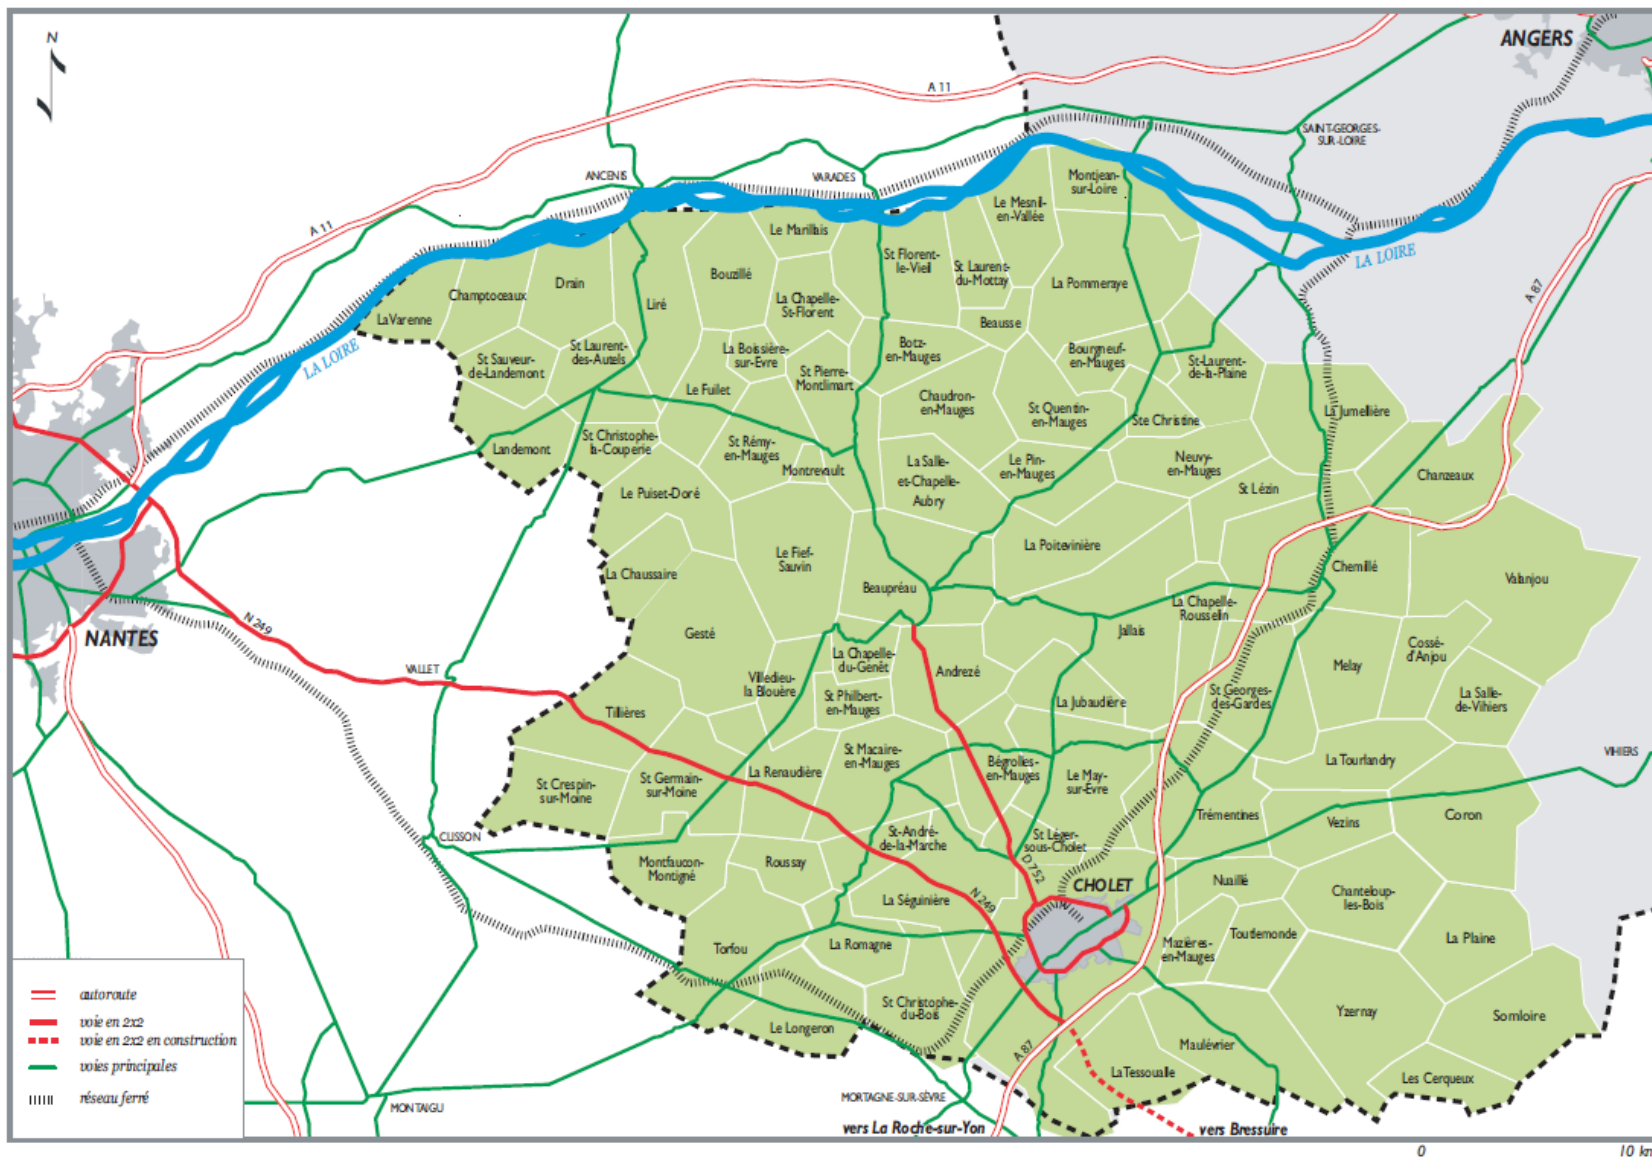 N
ANGERS
A 11
SAINT-GEORGES-
SUR-LOIRE
ANCENIS
VARADES
Montjean-
sur-Loire
Le Mesnil-
en-Vallée
A 11
Le Marillais
St Florent-
le-Vieil
LA LOIRE
Bouzillé
St Laurent-
du-Mottay
La Pommeraye
Drain
Champtoceaux
Liré
La Chapelle-
St-Florent
A 87
La Varenne
Beausse
LA LOIRE
St Sauveur-
de-Landemont
St Laurent-
des-Autels
La Boissière-
sur-Evre
Botz-
en-Mauges
Bourgneuf-
en-Mauges
St-Laurent-
de-la-Plaine
St Pierre-
Montlimart
Le Fuilet
Chaudron-
en-Mauges
St Quentin-
en-Mauges
Ste Christine
La Jumellière
Landemont
St Christophe-
la-Couperie
St Rémy-
en-Mauges
Montrevault
La Salle-
et-Chapelle-
Aubry
Le Pin-
en-Mauges
Neuvy-
en-Mauges
St Lézin
Chanzeaux
Le Puiset-Doré
La Poitevinière
Le Fief-
Sauvin
Chemillé
La Chaussaire
Beaupréau
Valanjou
La Chapelle-
Rousselin
N 249
NANTES
Gesté
Jallais
Cossé-
d'Anjou
La Chapelle-
du-Genêt
Andrezé
Melay
VALLET
Villedieu-
la Blouère
St Philbert-
en-Mauges
La Jubaudière
St Georges-
des-Gardes
La Salle-
de-Vihiers
Tillières
St Macaire-
en-Mauges
VIHIERS
La Tourlandry
St Crespin-
sur-Moine
St Germain-
sur-Moine
La Renaudière
Bégrolles-
en-Mauges
Le May-
sur-Evre
Trémentines
Vezins
Coron
CLISSON
St-André-
de-la-Marche
St Léger-
sous-Cholet
Montfaucon-
Montigné
Roussay
D 752
CHOLET
Nuaillé
Chanteloup-
les-Bois
La Séguinière
N 249
Torfou
La Romagne
Mazières-
en-Mauges
Toutlemonde
La Plaine
St Christophe-
du-Bois
Yzernay
Somloire
Le Longeron
Maulévrier
A 87
La Tessoualle
Les Cerqueux
MORTAGNE-SUR-SÈVRE
MONTAIGU
vers La Roche-sur-Yon
vers Bressuire
autoroute
voie en 2x2
voie en 2x2 en construction
voies principales
réseau ferré
0 10 km